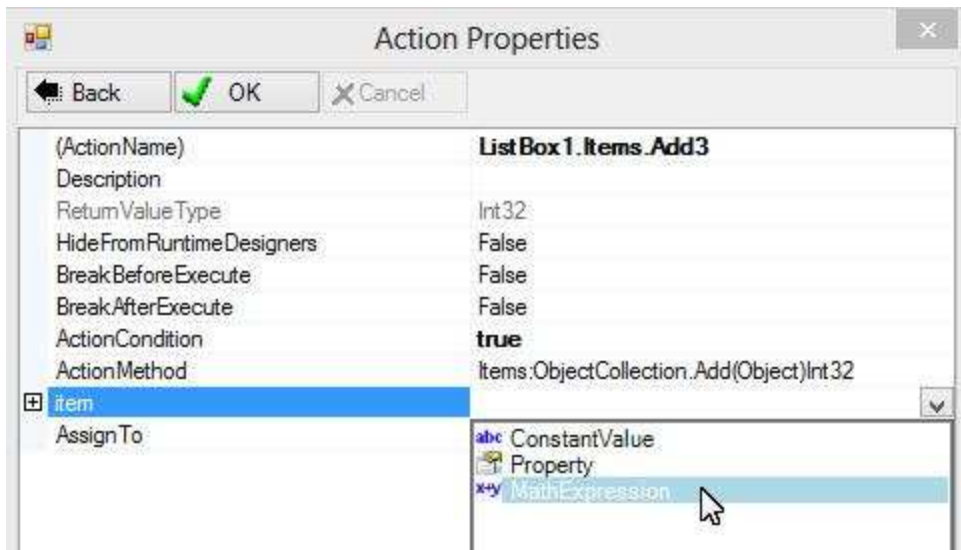 Action Properties
Back OK Cancel
(ActionName) ListBox1.Items.Add3
Description
ReturnValueType Int32
HideFromRuntimeDesigners False
BreakBeforeExecute False
BreakAfterExecute False
ActionCondition true
ActionMethod Items:ObjectCollection.Add(Object)Int32
item
AssignTo
abc ConstantValue
Property
x+y MathExpression